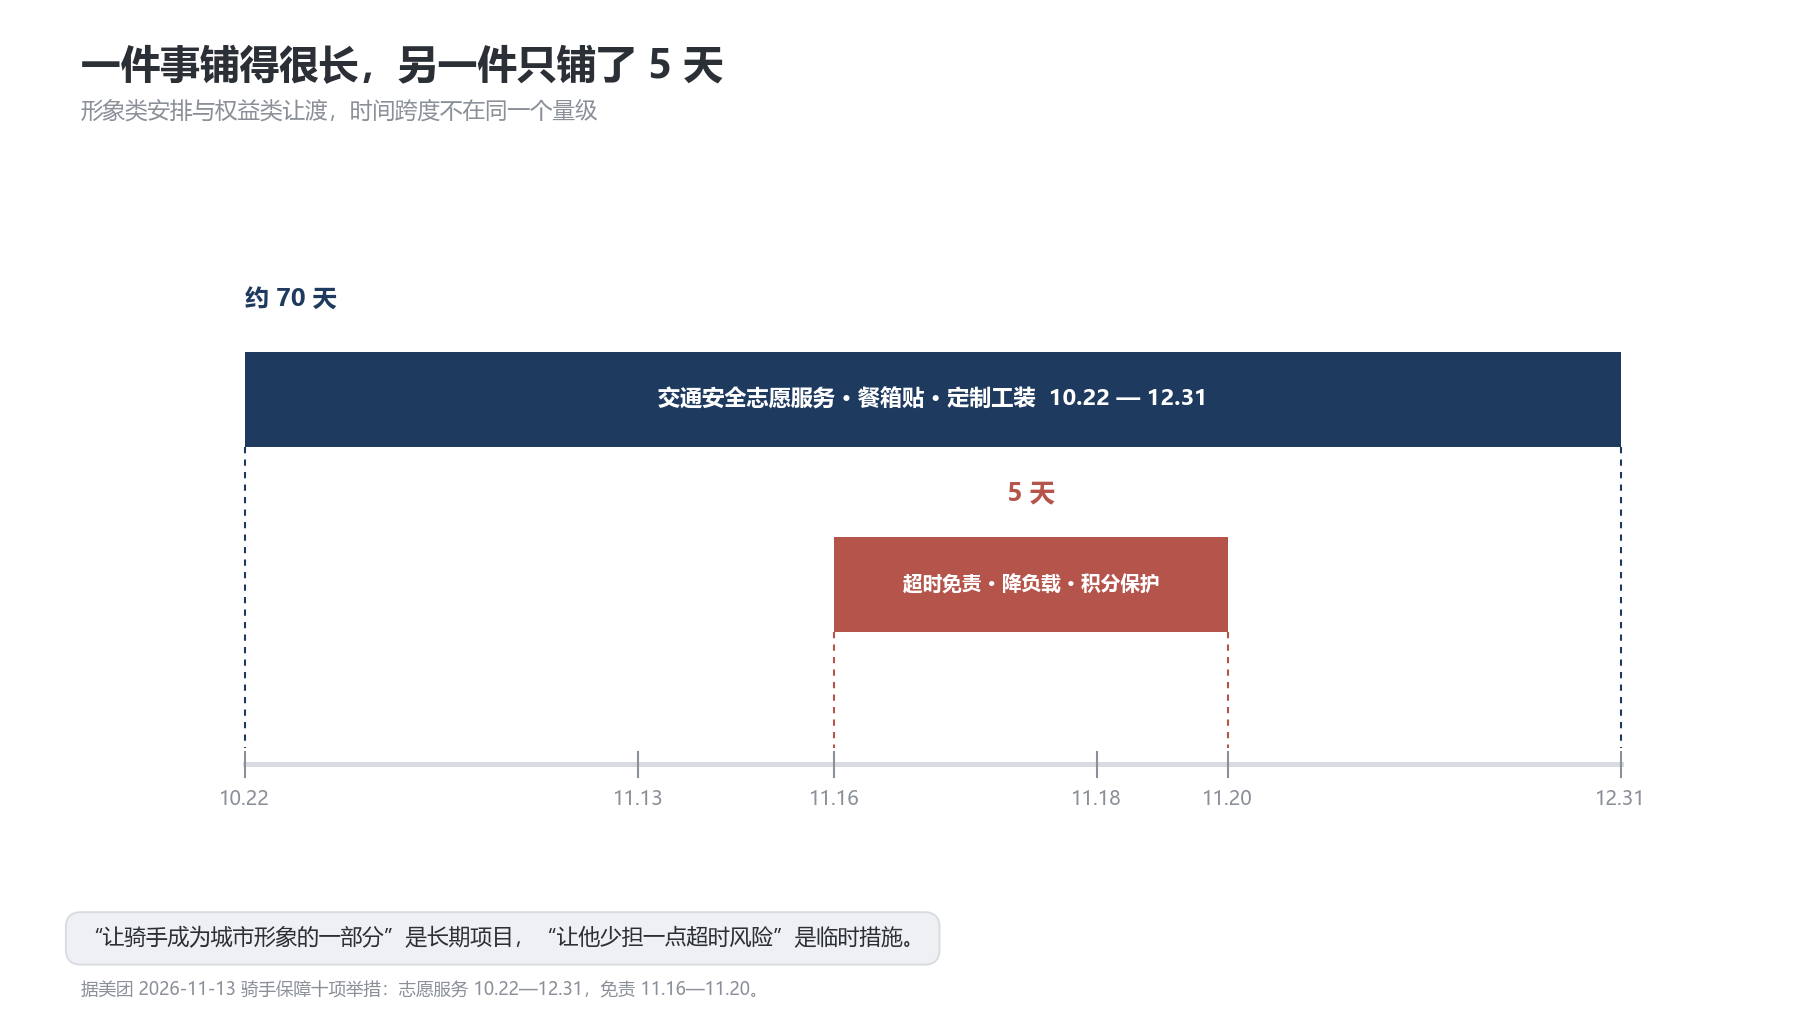 一件事铺得很长，另一件只铺了 5 天
形象类安排与权益类让渡，时间跨度不在同一个量级
约 70 天
交通安全志愿服务・餐箱贴・定制工装 10.22 — 12.31
5 天
超时免责・降负载・积分保护
10.22 11.13 11.16 11.18 11.20 12.31
“让骑手成为城市形象的一部分”是长期项目，“让他少担一点超时风险”是临时措施。
据美团 2026-11-13 骑手保障十项举措：志愿服务 10.22—12.31，免责 11.16—11.20。